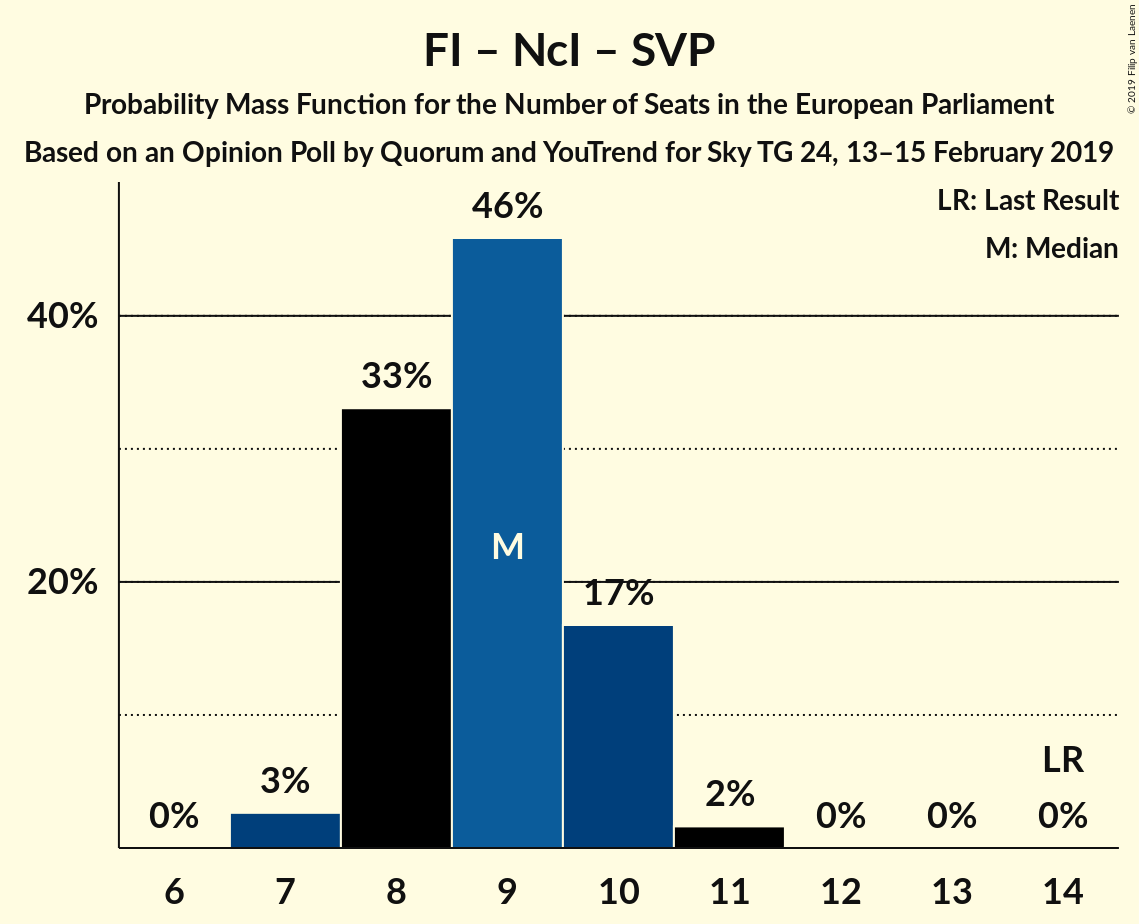 FI – NcI – SVP
Probability Mass Function for the Number of Seats in the European Parliament
Based on an Opinion Poll by Quorum and YouTrend for Sky TG 24, 13–15 February 2019
© 2019 Filip van Laenen
LR: Last Result
M: Median
46%
40%
33%
M
20%
17%
LR
3%
2%
0%
0%
0%
0%
6 7 8 9 10 11 12 13 14